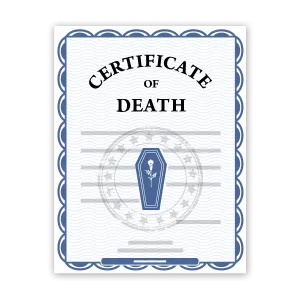 CERTIFICATE
OF
DEATH